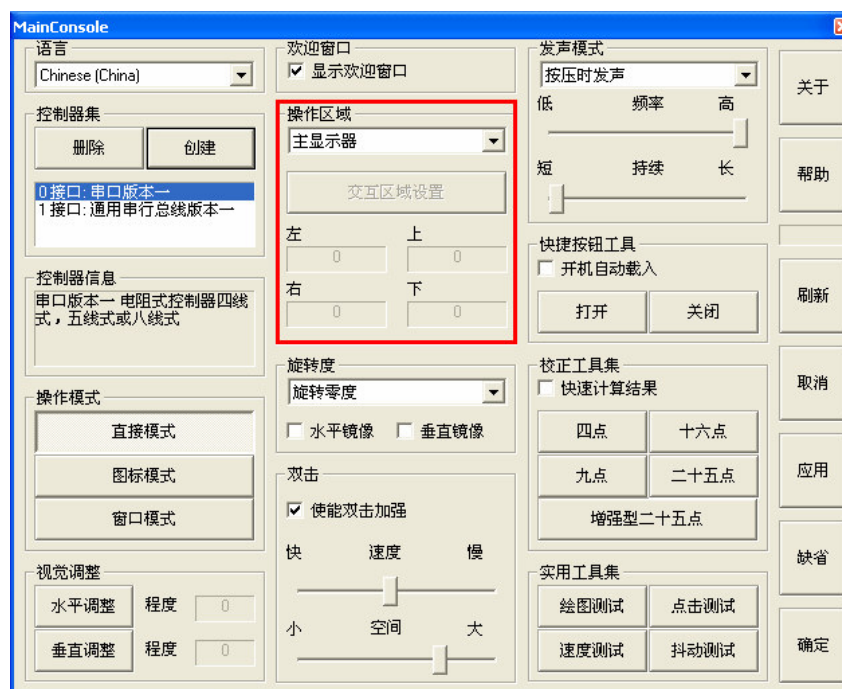 MainConsole
语言
Chinese (China)
控制器集
删除 创建
0接口: 串口版本一
1接口: 通用串行总线版本一
控制器信息
串口版本一 电阻式控制器四线
式，五线式或八线式
操作模式
直接模式
图标模式
窗口模式
视觉调整
水平调整 程度 0
垂直调整 程度 0
欢迎窗口
显示欢迎窗口
操作区域
主显示器
交互区域设置
左 上
0 0
右 下
0 0
旋转度
旋转零度
水平镜像 垂直镜像
双击
使能双击加强
快 速度 慢
小 空间 大
发声模式
按压时发声
低 频率 高
短 持续 长
快捷按钮工具
开机自动载入
打开 关闭
校正工具集
快速计算结果
四点 十六点
九点 二十五点
增强型二十五点
实用工具集
绘图测试 点击测试
速度测试 抖动测试
关于
帮助
刷新
取消
应用
缺省
确定